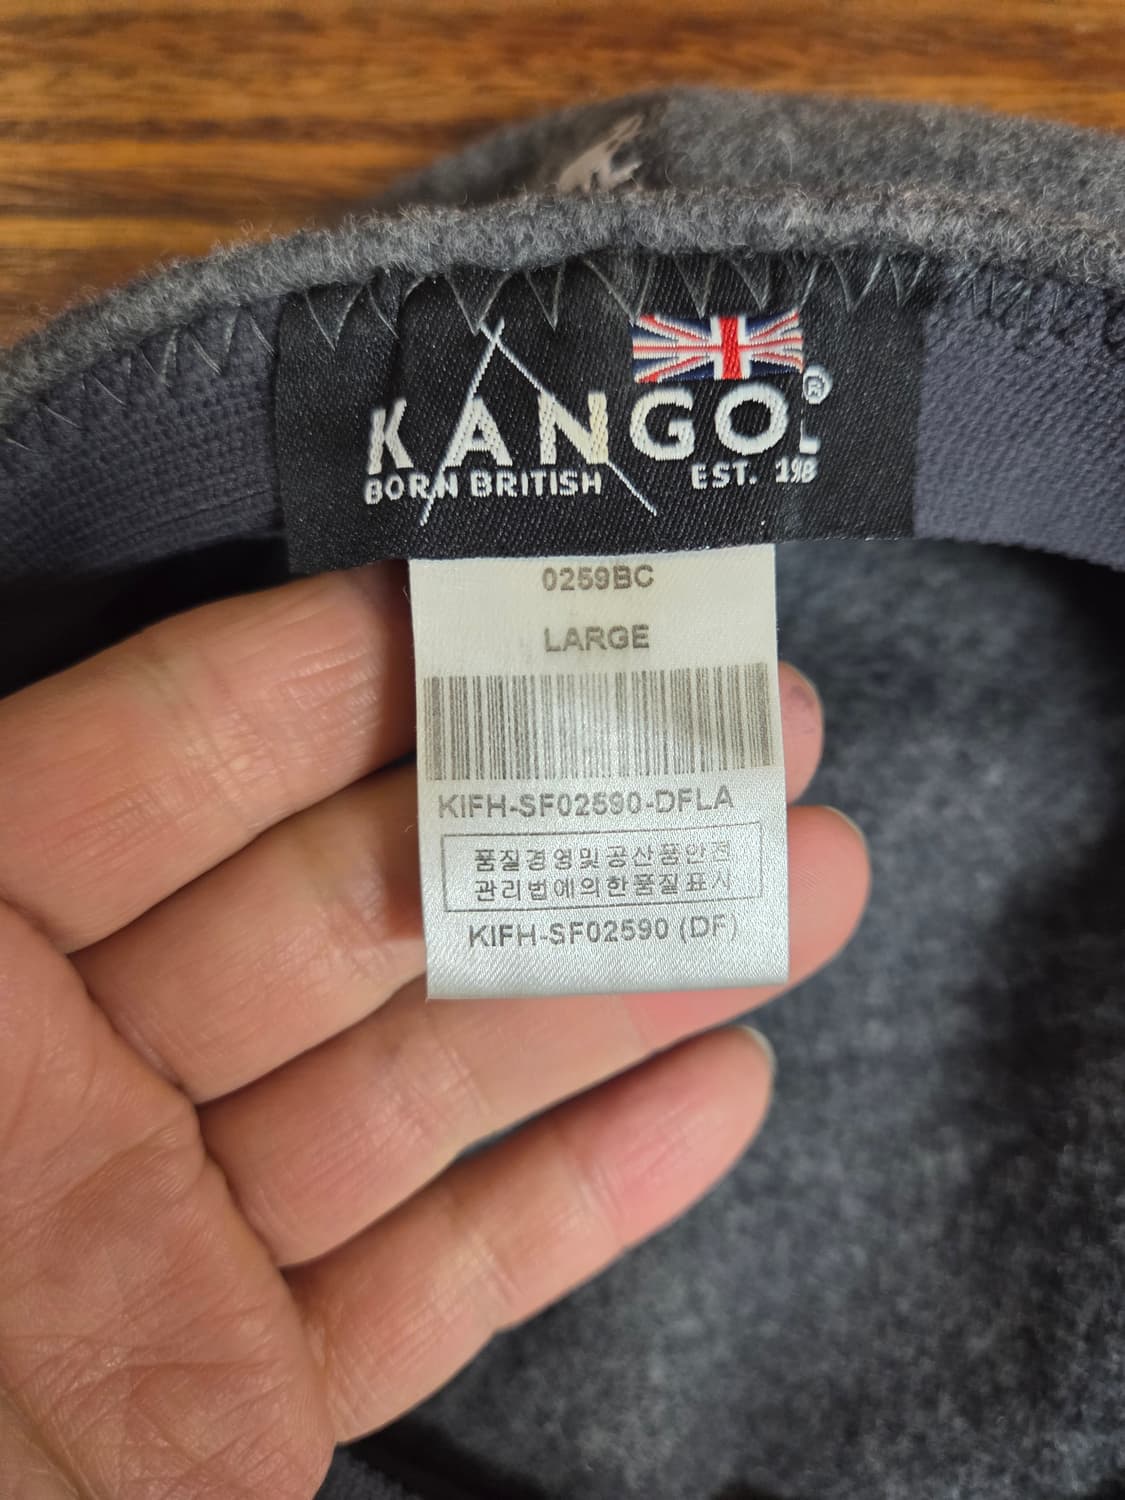 KANGOL®
BORN BRITISH EST. 198
0259BC
LARGE
KIFH-SF02590-DFLA
품질경영및공산품안전
관리법에의한품질표시
KIFH-SF02590 (DF)